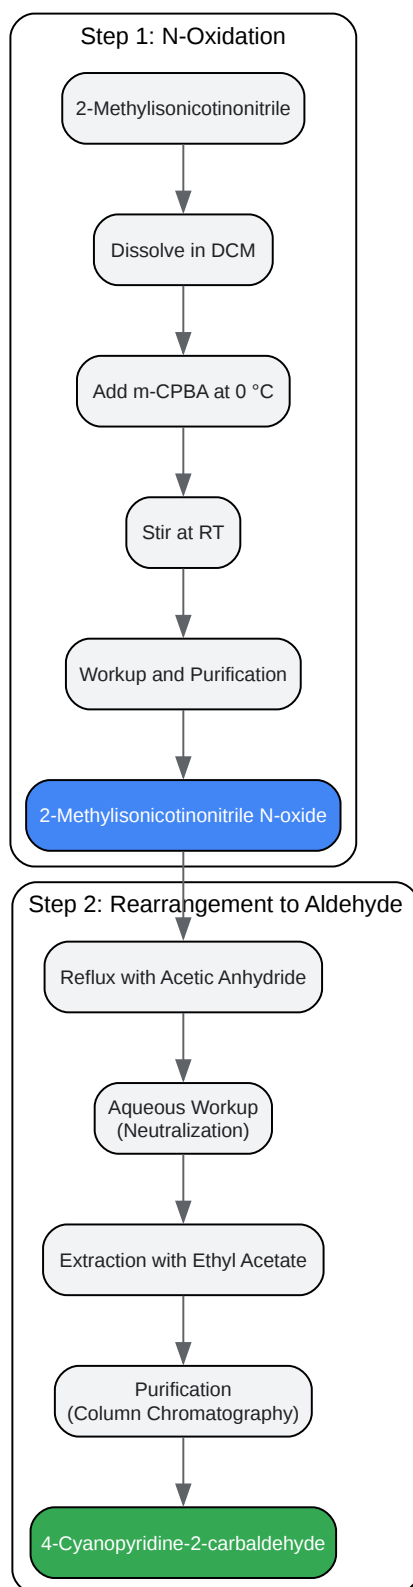 Step 1: N-Oxidation
2-Methylisonicotinonitrile
Dissolve in DCM
Add m-CPBA at 0 °C
Stir at RT
Workup and Purification
2-Methylisonicotinonitrile N-oxide
Step 2: Rearrangement to Aldehyde
Reflux with Acetic Anhydride
Aqueous Workup
(Neutralization)
Extraction with Ethyl Acetate
Purification
(Column Chromatography)
4-Cyanopyridine-2-carbaldehyde